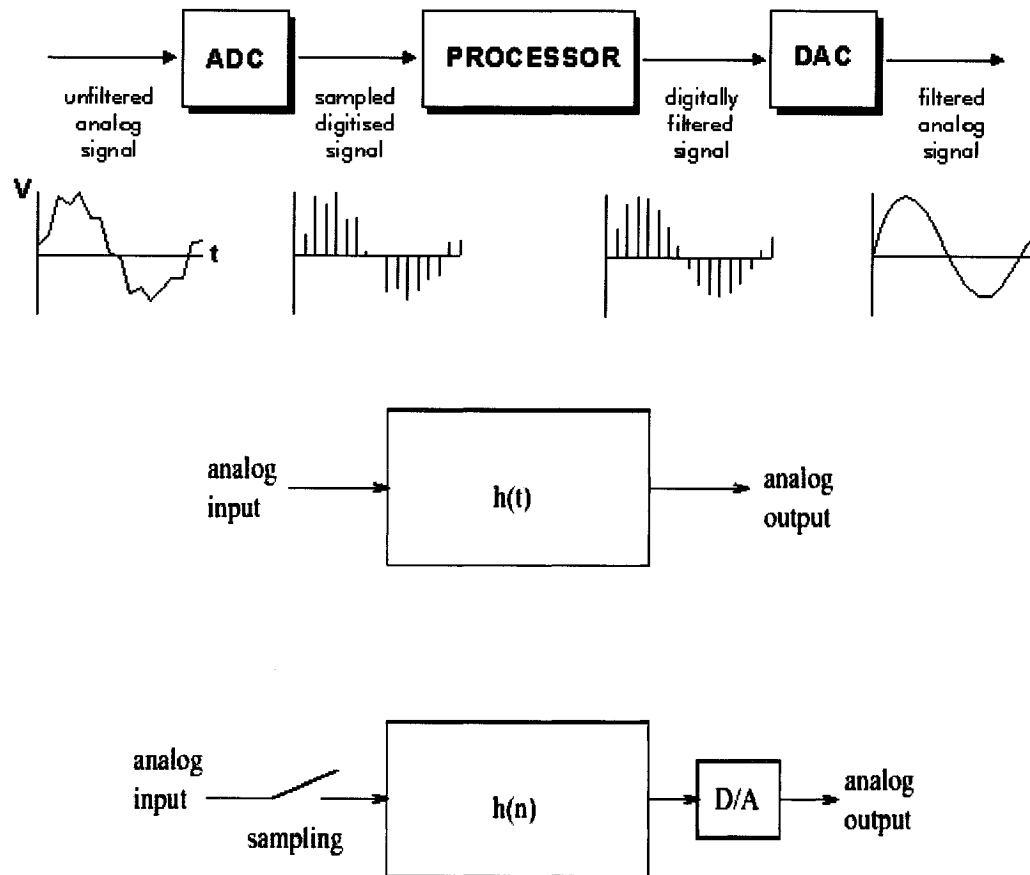 ADC
PROCESSOR
DAC
unfiltered
analog
signal
sampled
digitised
signal
digitally
filtered
signal
filtered
analog
signal
V
t
analog
input
h(t)
analog
output
analog
input
sampling
h(n)
D/A
analog
output